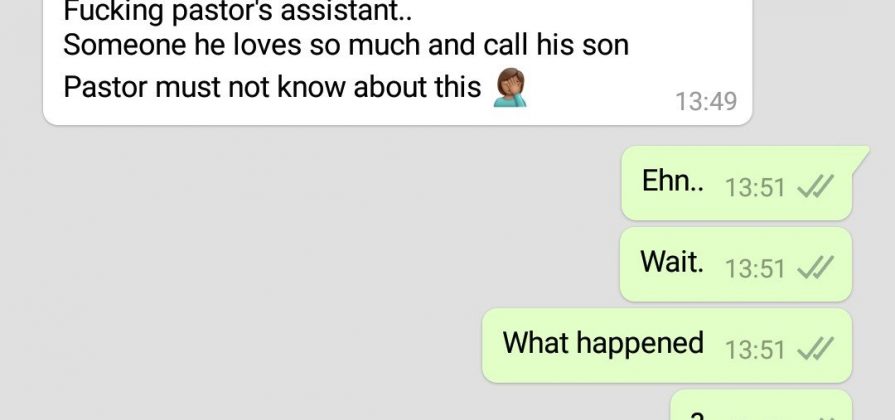 Fucking pastor's assistant..
Someone he loves so much and call his son
Pastor must not know about this 🤦🏽‍♀️
13:49
Ehn.. 13:51
Wait. 13:51
What happened 13:51
?